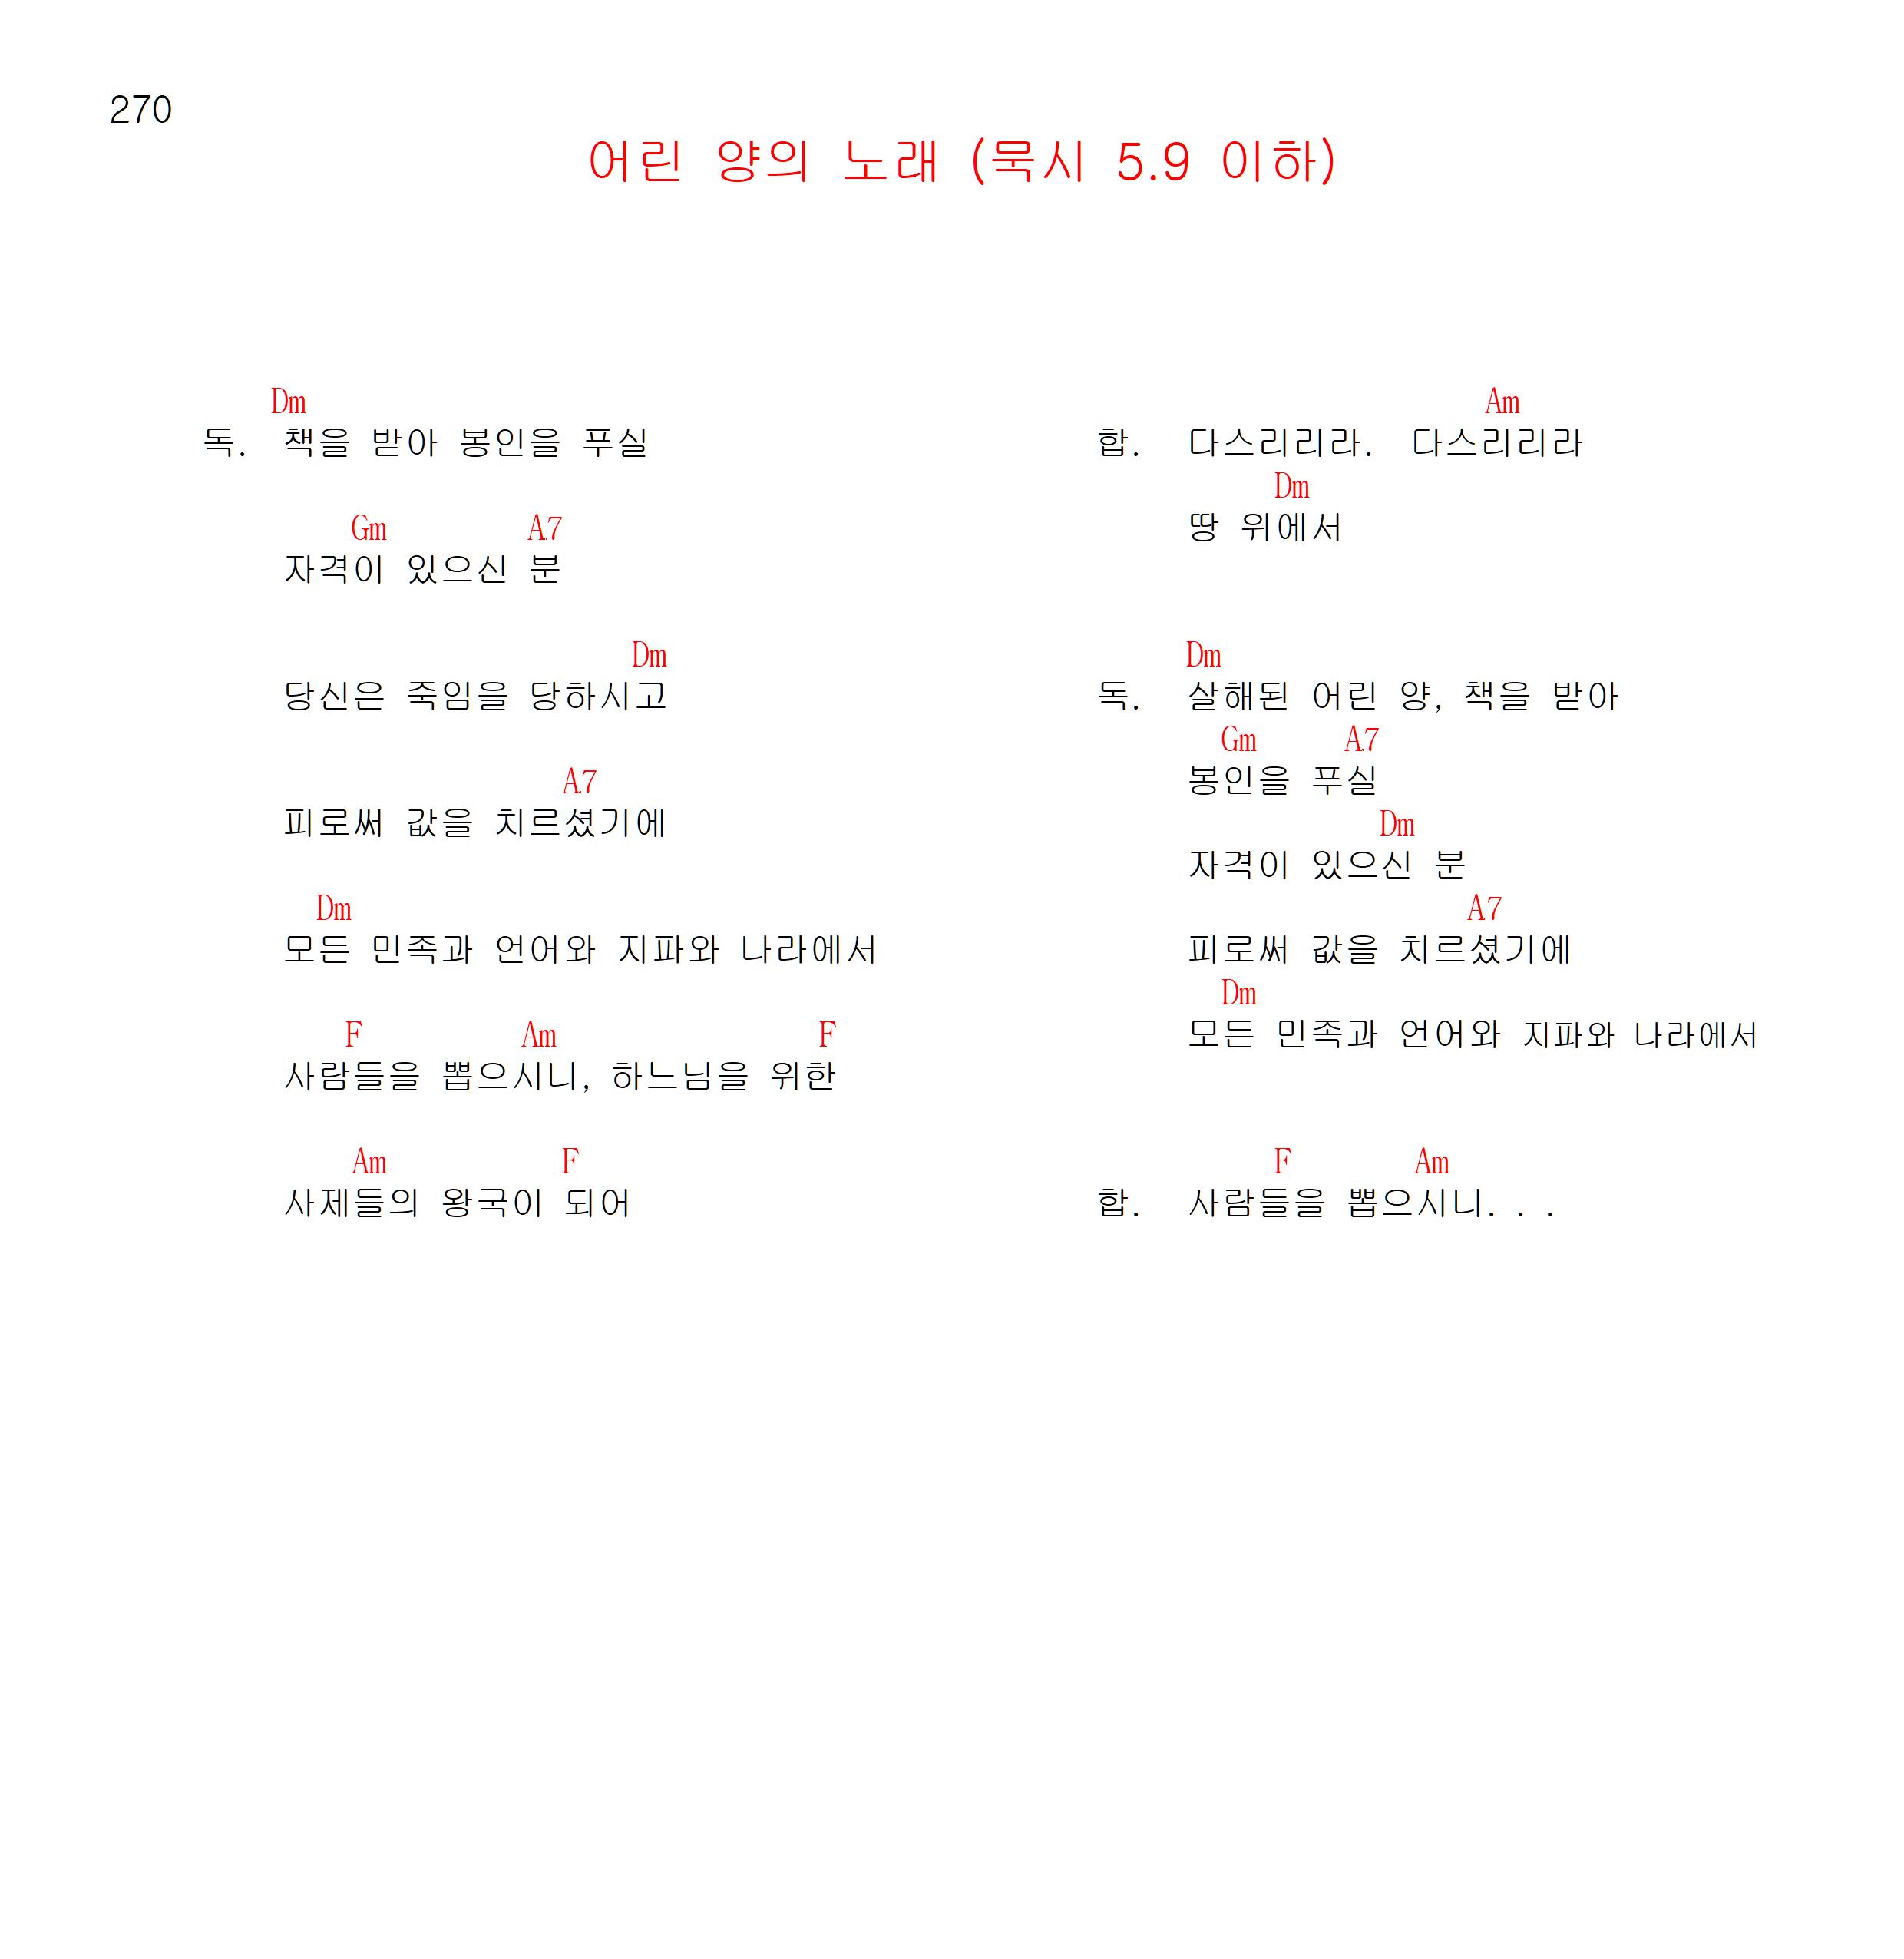 270
어린 양의 노래 (묵시 5.9 이하)
Dm
독. 책을 받아 봉인을 푸실
Gm A7
자격이 있으신 분
Dm
당신은 죽임을 당하시고
A7
피로써 값을 치르셨기에
Dm
모든 민족과 언어와 지파와 나라에서
F Am F
사람들을 뽑으시니, 하느님을 위한
Am F
사제들의 왕국이 되어
Am
합. 다스리리라. 다스리리라
Dm
땅 위에서
Dm
독. 살해된 어린 양, 책을 받아
Gm A7
봉인을 푸실
Dm
자격이 있으신 분
A7
피로써 값을 치르셨기에
Dm
모든 민족과 언어와 지파와 나라에서
F Am
합. 사람들을 뽑으시니. . .